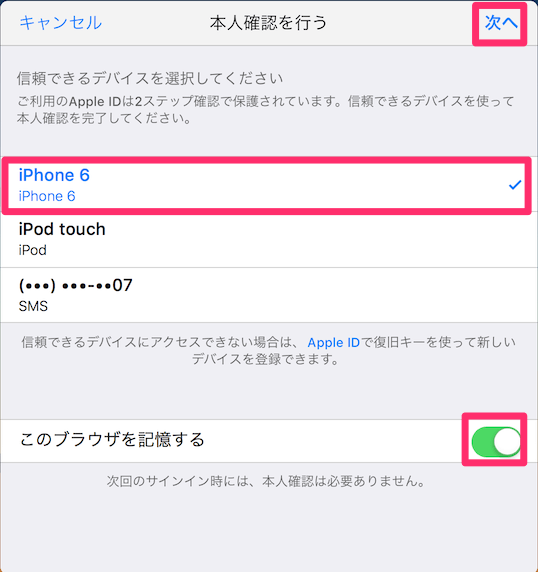 キャンセル 本人確認を行う 次へ
信頼できるデバイスを選択してください
ご利用のApple IDは2ステップ確認で保護されています。信頼できるデバイスを使って
本人確認を完了してください。
iPhone 6
iPhone 6
iPod touch
iPod
(•••) •••-••07
SMS
信頼できるデバイスにアクセスできない場合は、Apple IDで復旧キーを使って新しい
デバイスを登録できます。
このブラウザを記憶する
次回のサインイン時には、本人確認は必要ありません。